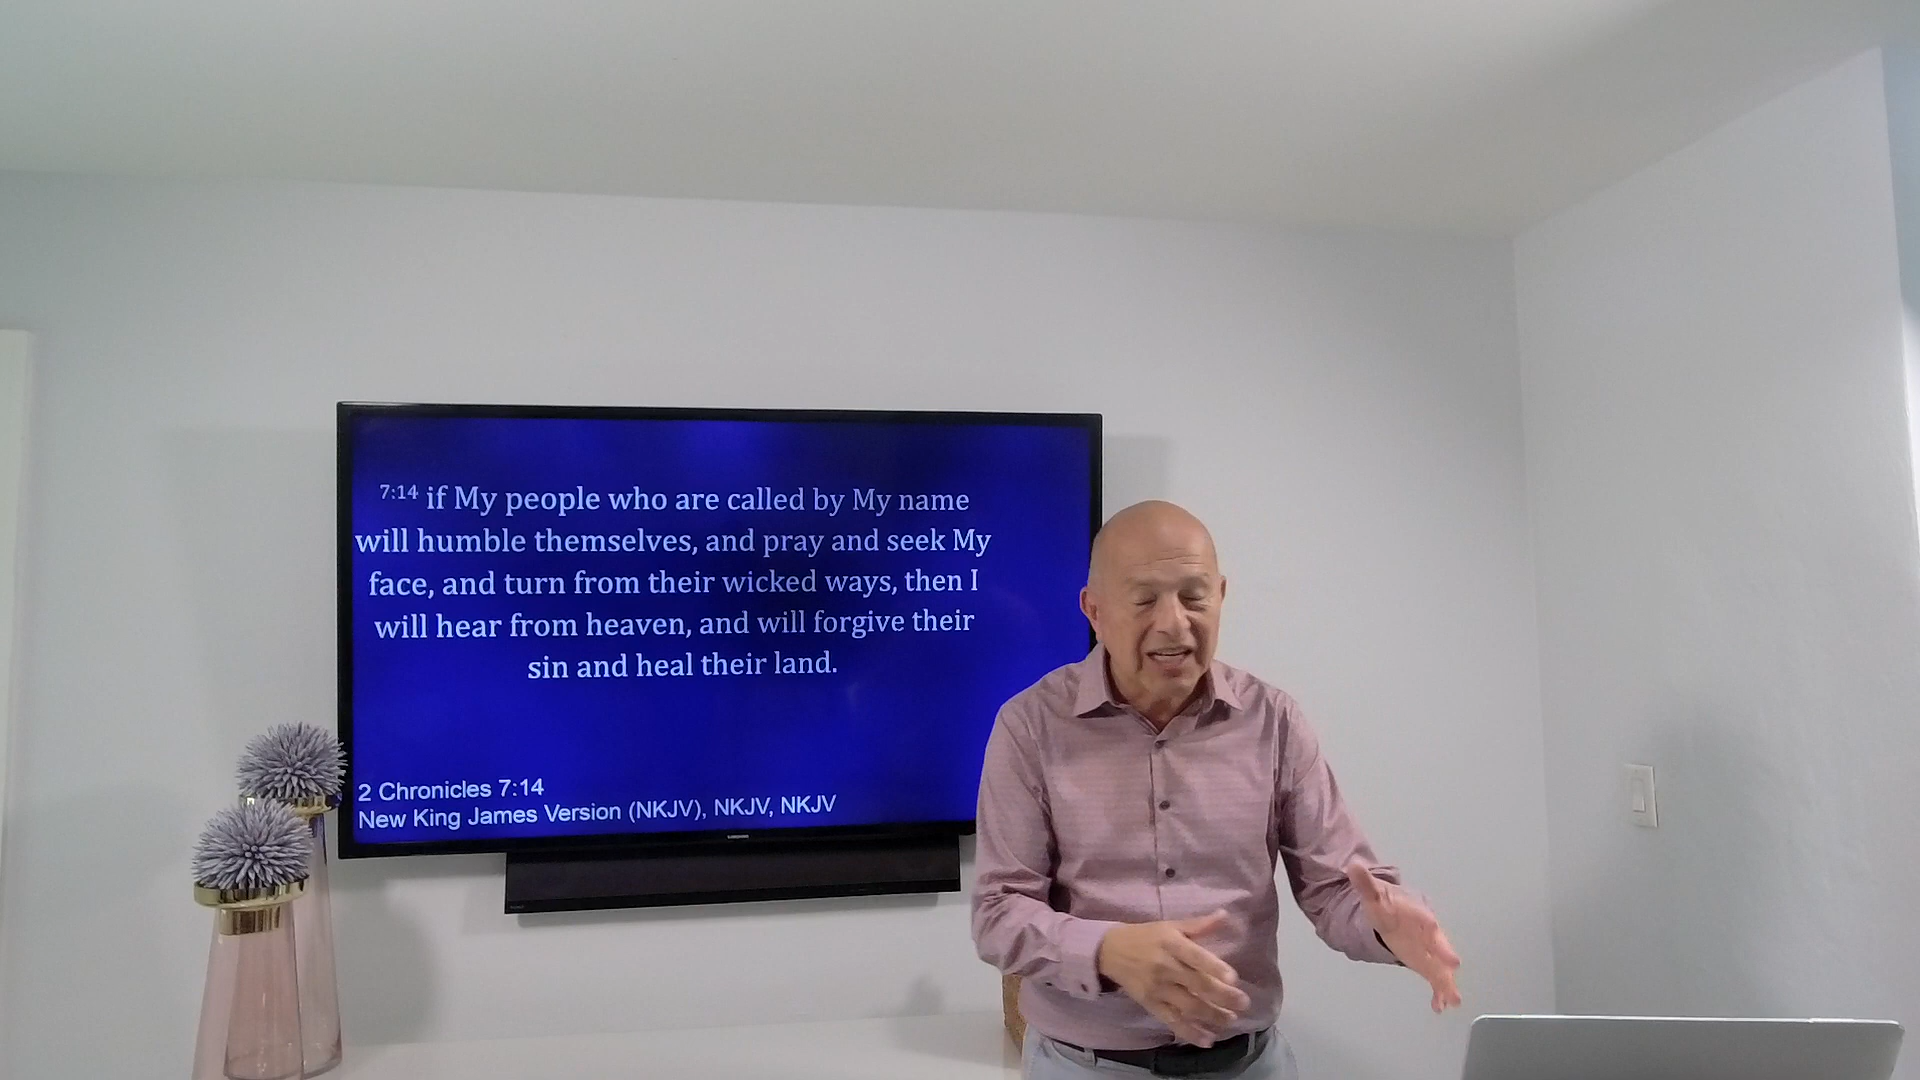 7:14 if My people who are called by My name
will humble themselves, and pray and seek My
face, and turn from their wicked ways, then I
will hear from heaven, and will forgive their
sin and heal their land.
2 Chronicles 7:14
New King James Version (NKJV), NKJV, NKJV